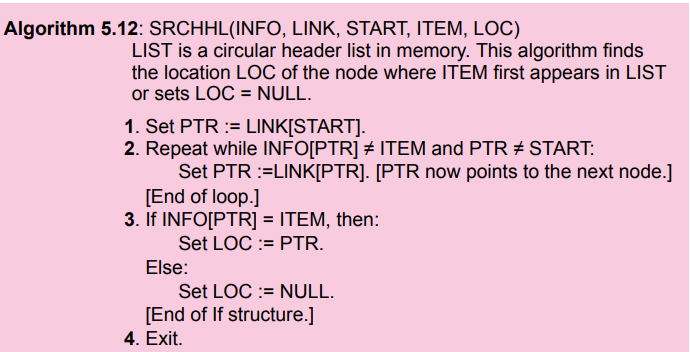 Algorithm 5.12: SRCHHL(INFO, LINK, START, ITEM, LOC)
LIST is a circular header list in memory. This algorithm finds
the location LOC of the node where ITEM first appears in LIST
or sets LOC = NULL.
1. Set PTR := LINK[START].
2. Repeat while INFO[PTR] ≠ ITEM and PTR ≠ START:
Set PTR :=LINK[PTR]. [PTR now points to the next node.]
[End of loop.]
3. If INFO[PTR] = ITEM, then:
Set LOC := PTR.
Else:
Set LOC := NULL.
[End of If structure.]
4. Exit.